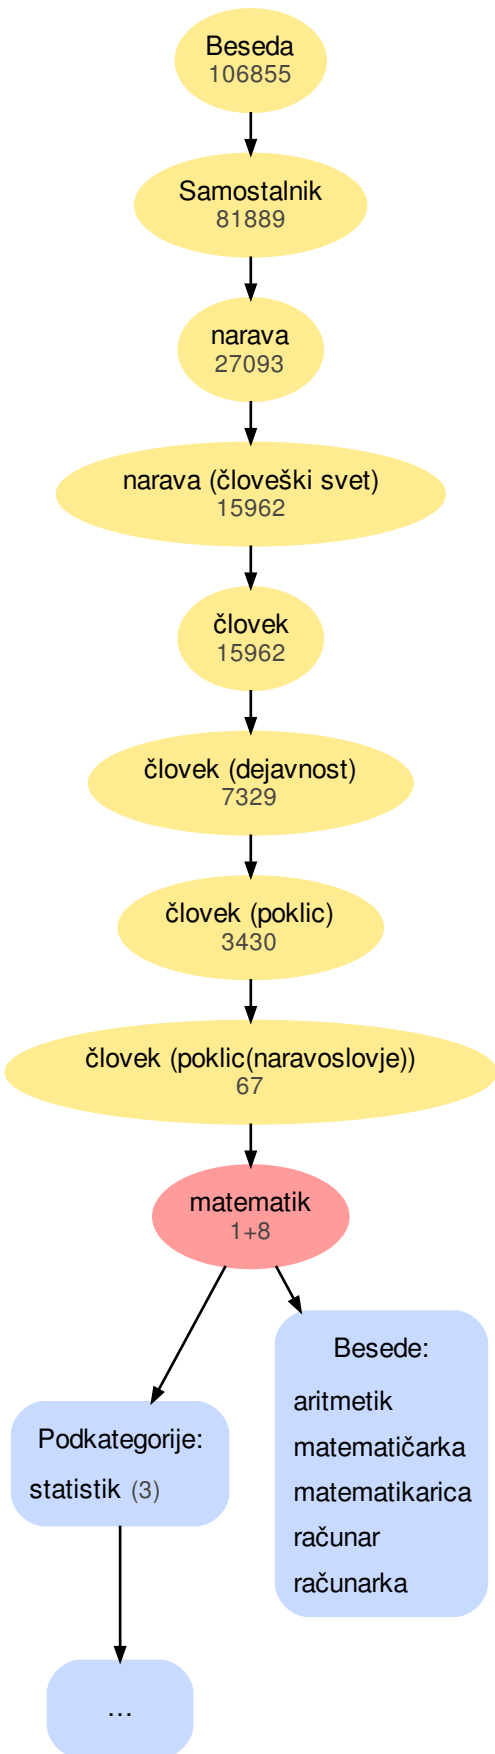 Beseda
106855
Samostalnik
81889
narava
27093
narava (človeški svet)
15962
človek
15962
človek (dejavnost)
7329
človek (poklic)
3430
človek (poklic(naravoslovje))
67
matematik
1+8
Besede:
aritmetik
matematičarka
matematikarica
računar
računarka
Podkategorije:
statistik (3)
...